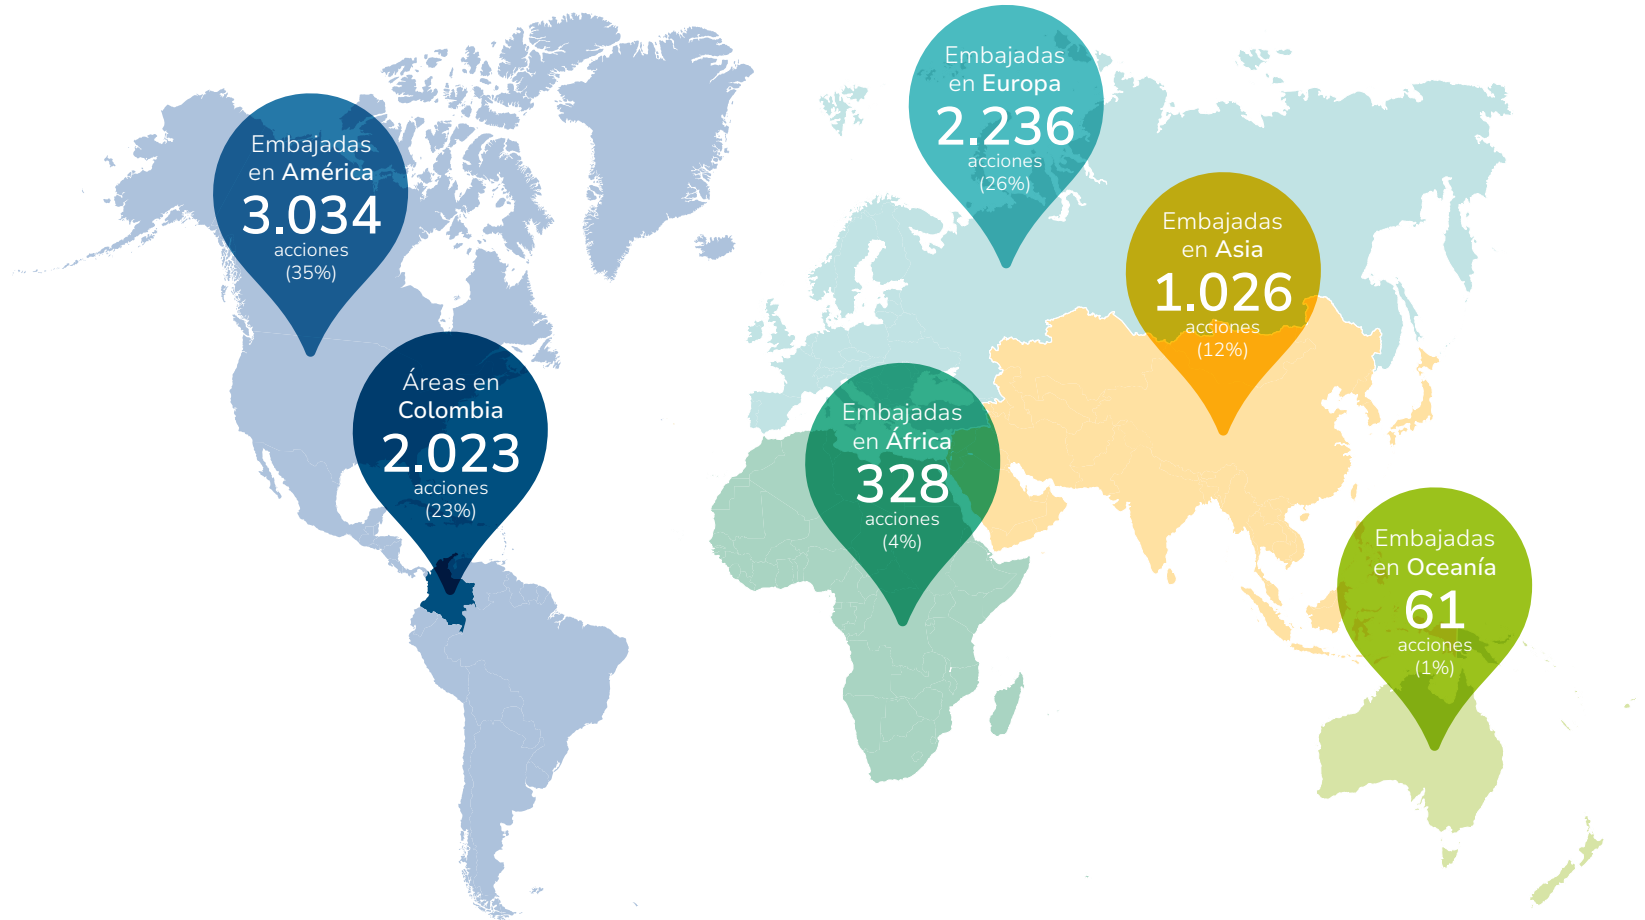 Embajadas
en América
3.034
acciones
(35%)
Áreas en
Colombia
2.023
acciones
(23%)
Embajadas
en Europa
2.236
acciones
(26%)
Embajadas
en Asia
1.026
acciones
(12%)
Embajadas
en África
328
acciones
(4%)
Embajadas
en Oceanía
61
acciones
(1%)